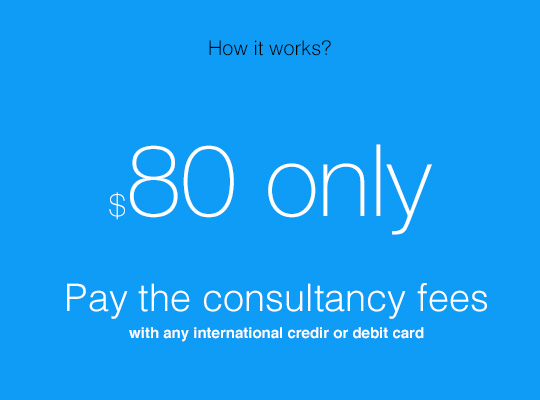 How it works?
$80 only
Pay the consultancy fees
with any international credir or debit card